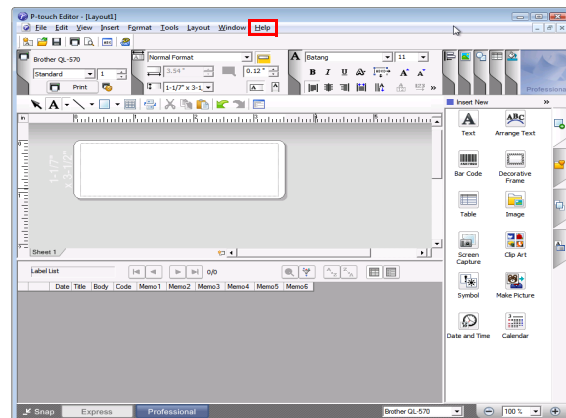 P-touch Editor - [Layout1]
File Edit View Insert Format Tools Layout Window Help
Brother QL-570
Standard 1
Print
Normal Format
3.54" 0.12"
1-1/7" x 3-1
A Batang 11
B I U
Professional
A
Insert New
Text Arrange Text
Bar Code Decorative Frame
Table Image
Screen Capture Clip Art
Symbol Make Picture
Date and Time Calendar
1-1/7"
x 3-1/2"
Sheet 1
Label List 0/0
Date Title Body Code Memo1 Memo2 Memo3 Memo4 Memo5 Memo6
Snap Express Professional Brother QL-570 100 %